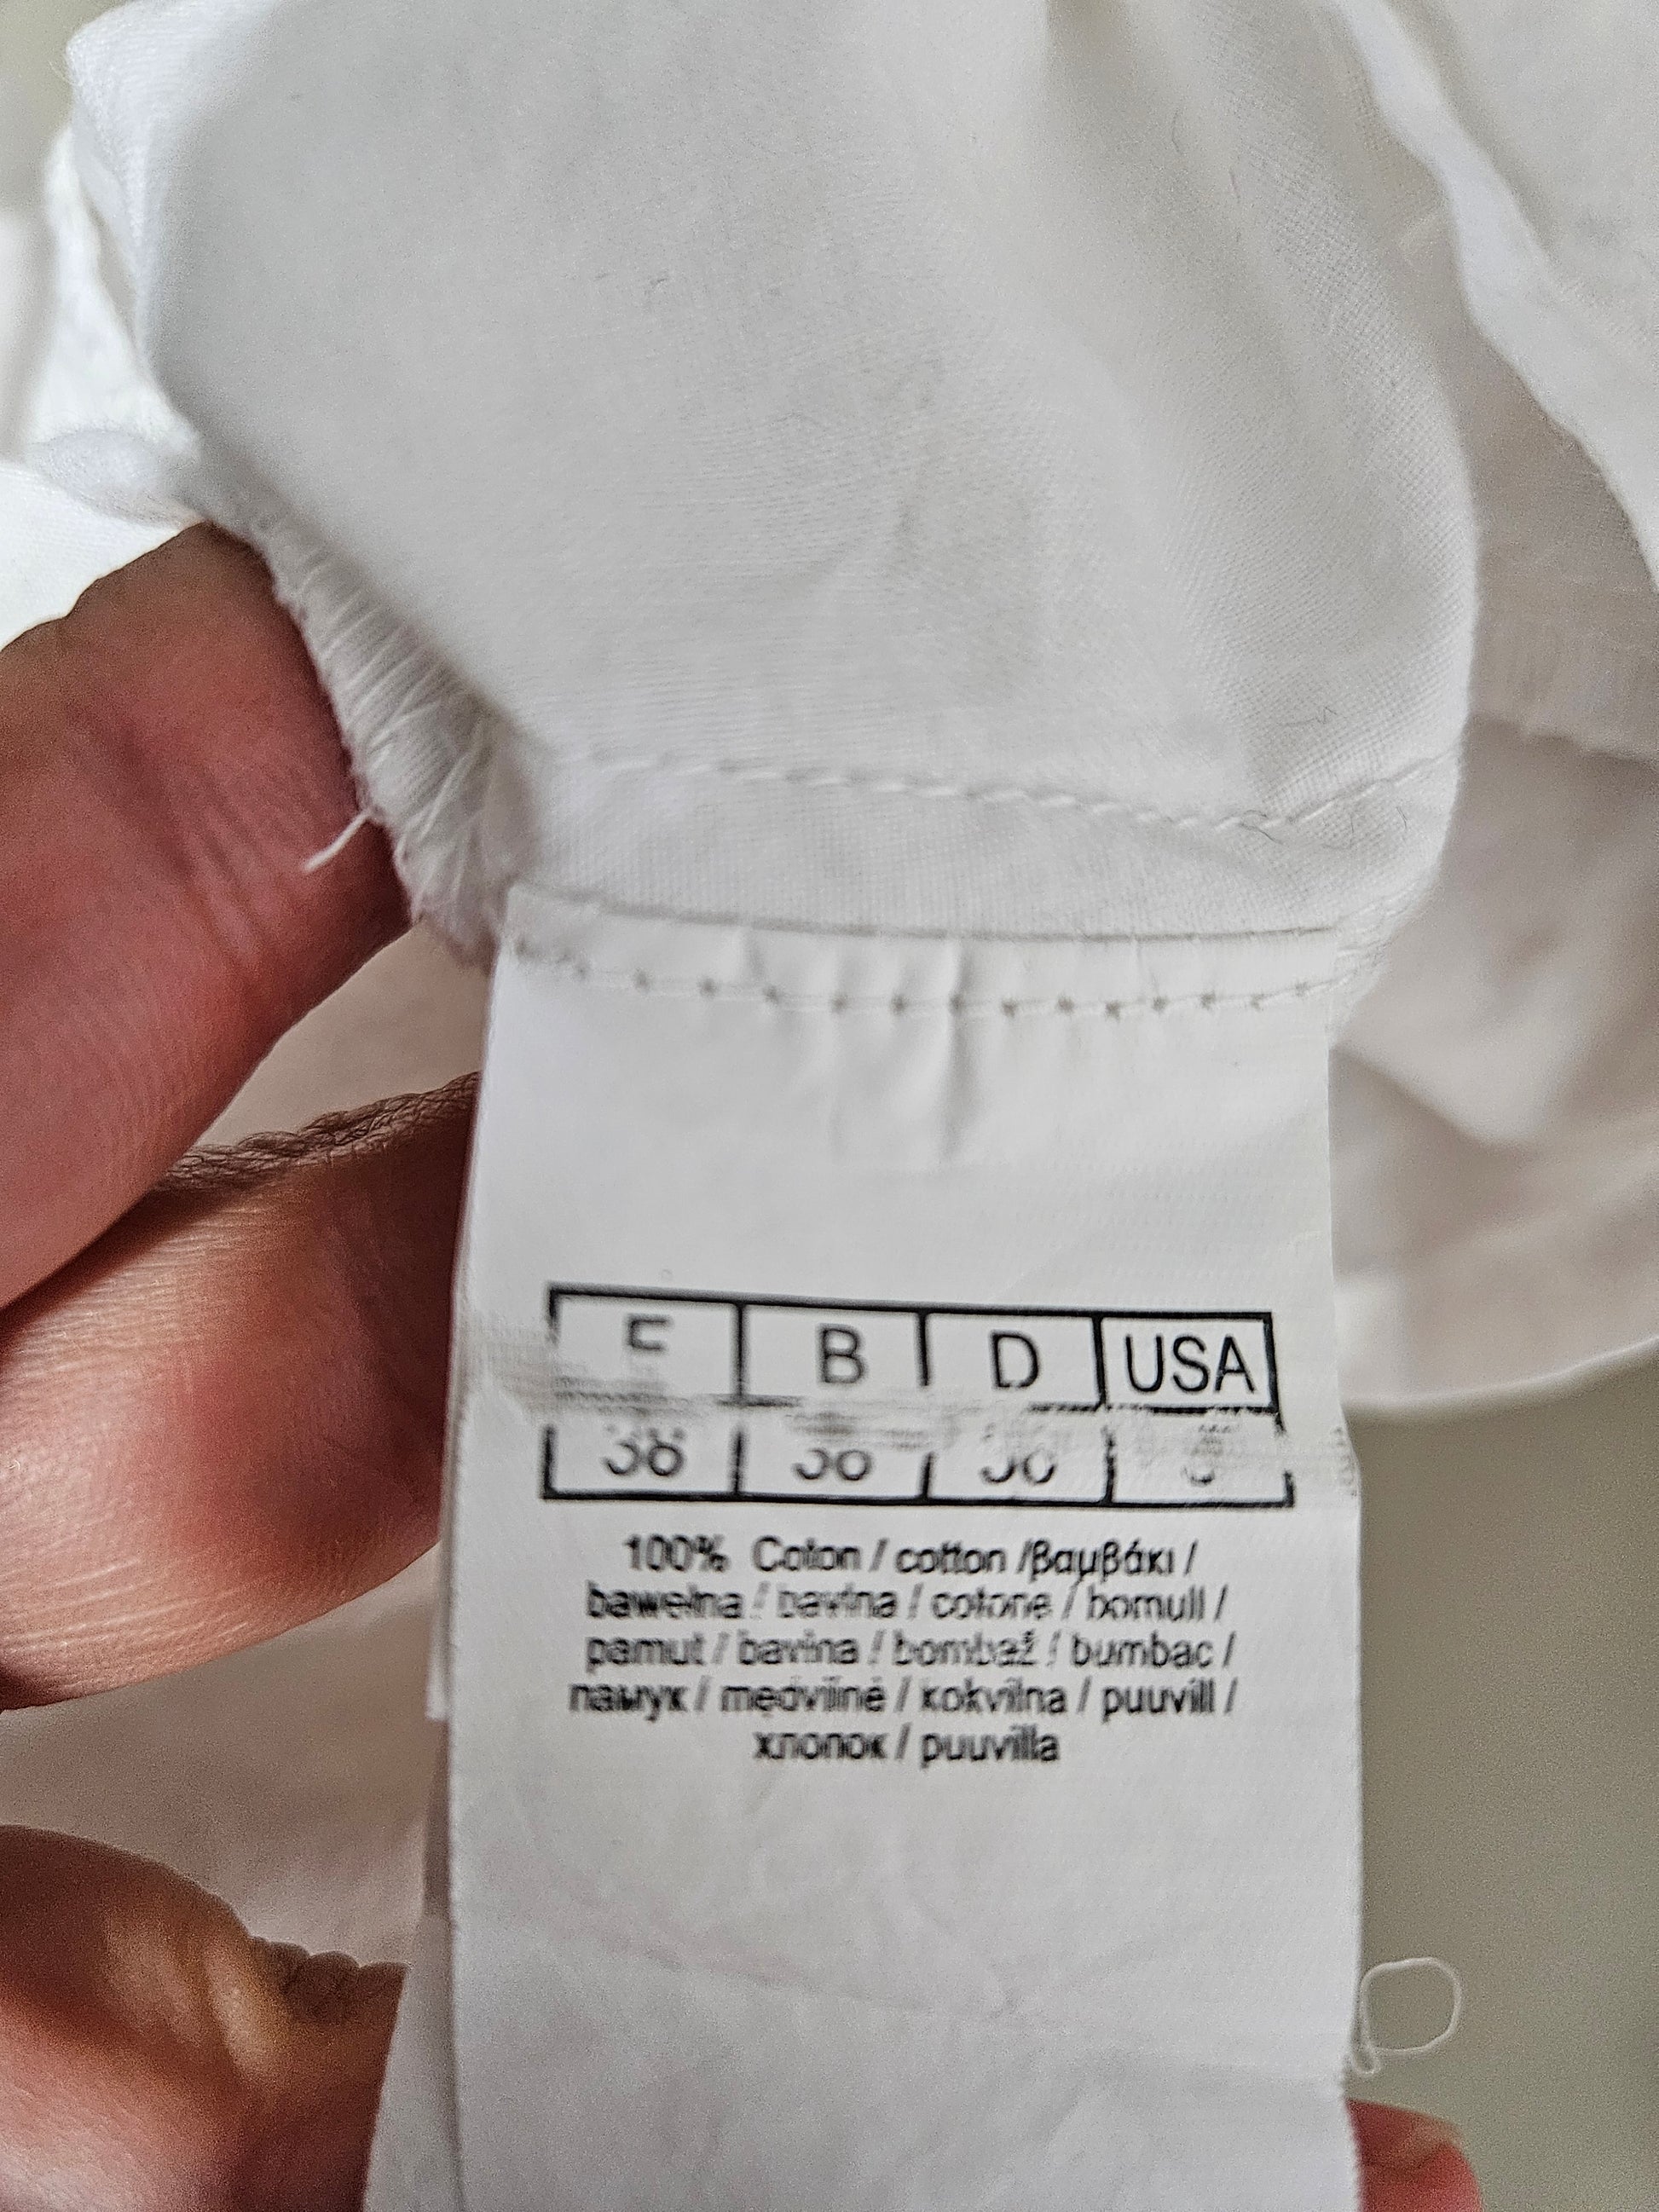 F B D USA
38 38
100% Coton / cotton /βαμβάκι /
bawełna / bavlna / cotone / bomull /
pamut / bavlna / bombaž / bumbac /
памук / medvilnė / kokvilna / puuvill /
хлопок / puuvilla